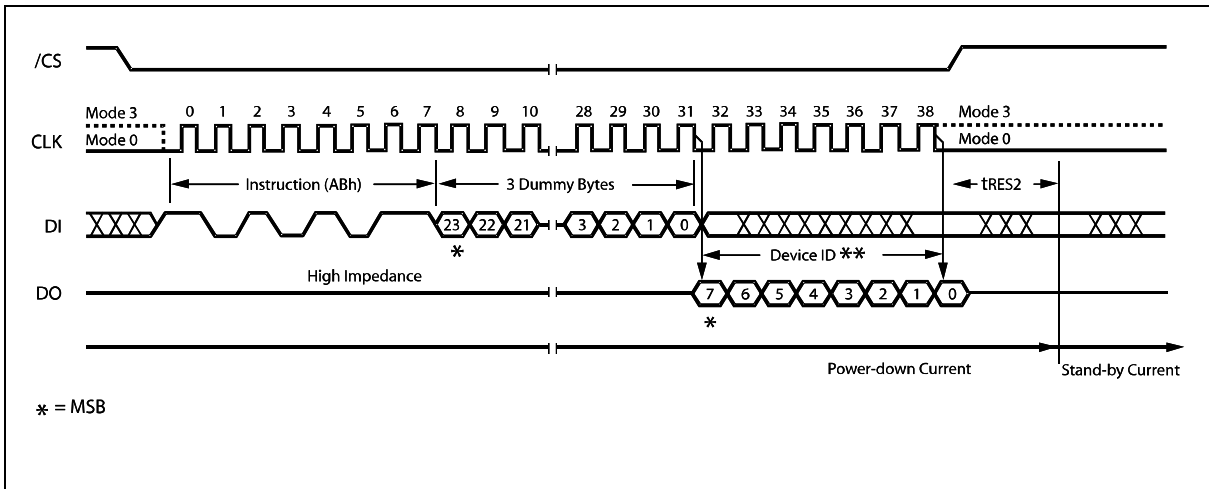 /CS
Mode 3
0 1 2 3 4 5 6 7 8 9 10 28 29 30 31 32 33 34 35 36 37 38
Mode 3
CLK
Mode 0
Mode 0
Instruction (ABh)
3 Dummy Bytes
tRES2
DI
23 22 21 3 2 1 0
*
Device ID **
High Impedance
DO
7 6 5 4 3 2 1 0
*
Power-down Current
Stand-by Current
* = MSB